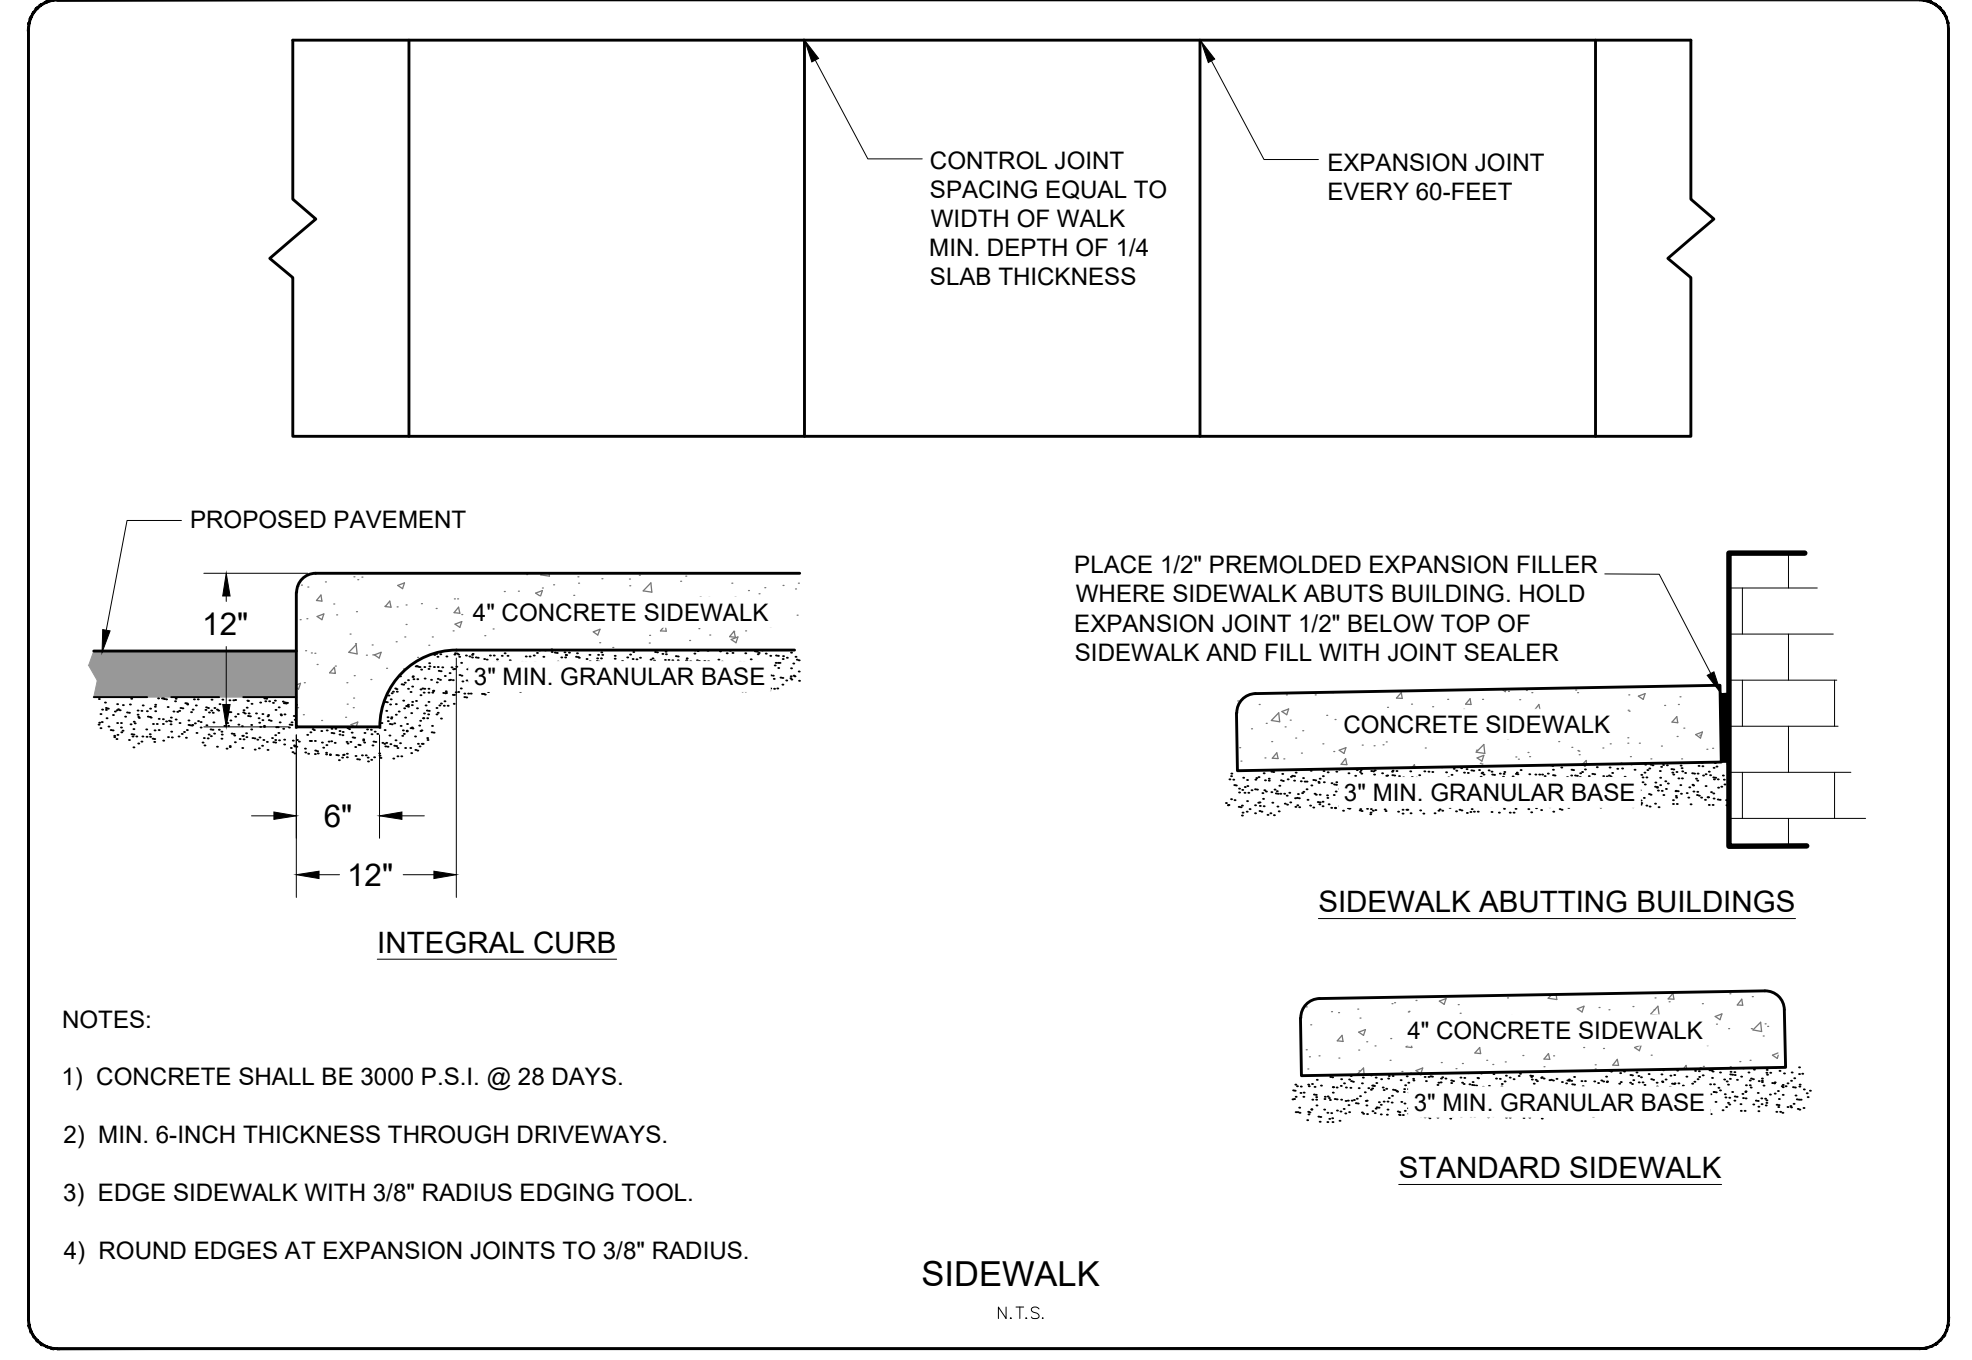 CONTROL JOINT
SPACING EQUAL TO
WIDTH OF WALK
MIN. DEPTH OF 1/4
SLAB THICKNESS
EXPANSION JOINT
EVERY 60-FEET
PROPOSED PAVEMENT
12"
4" CONCRETE SIDEWALK
3" MIN. GRANULAR BASE
6"
12"
INTEGRAL CURB
PLACE 1/2" PREMOLDED EXPANSION FILLER
WHERE SIDEWALK ABUTS BUILDING. HOLD
EXPANSION JOINT 1/2" BELOW TOP OF
SIDEWALK AND FILL WITH JOINT SEALER
CONCRETE SIDEWALK
3" MIN. GRANULAR BASE
SIDEWALK ABUTTING BUILDINGS
4" CONCRETE SIDEWALK
3" MIN. GRANULAR BASE
STANDARD SIDEWALK
NOTES:
1) CONCRETE SHALL BE 3000 P.S.I. @ 28 DAYS.
2) MIN. 6-INCH THICKNESS THROUGH DRIVEWAYS.
3) EDGE SIDEWALK WITH 3/8" RADIUS EDGING TOOL.
4) ROUND EDGES AT EXPANSION JOINTS TO 3/8" RADIUS.
SIDEWALK
N.T.S.